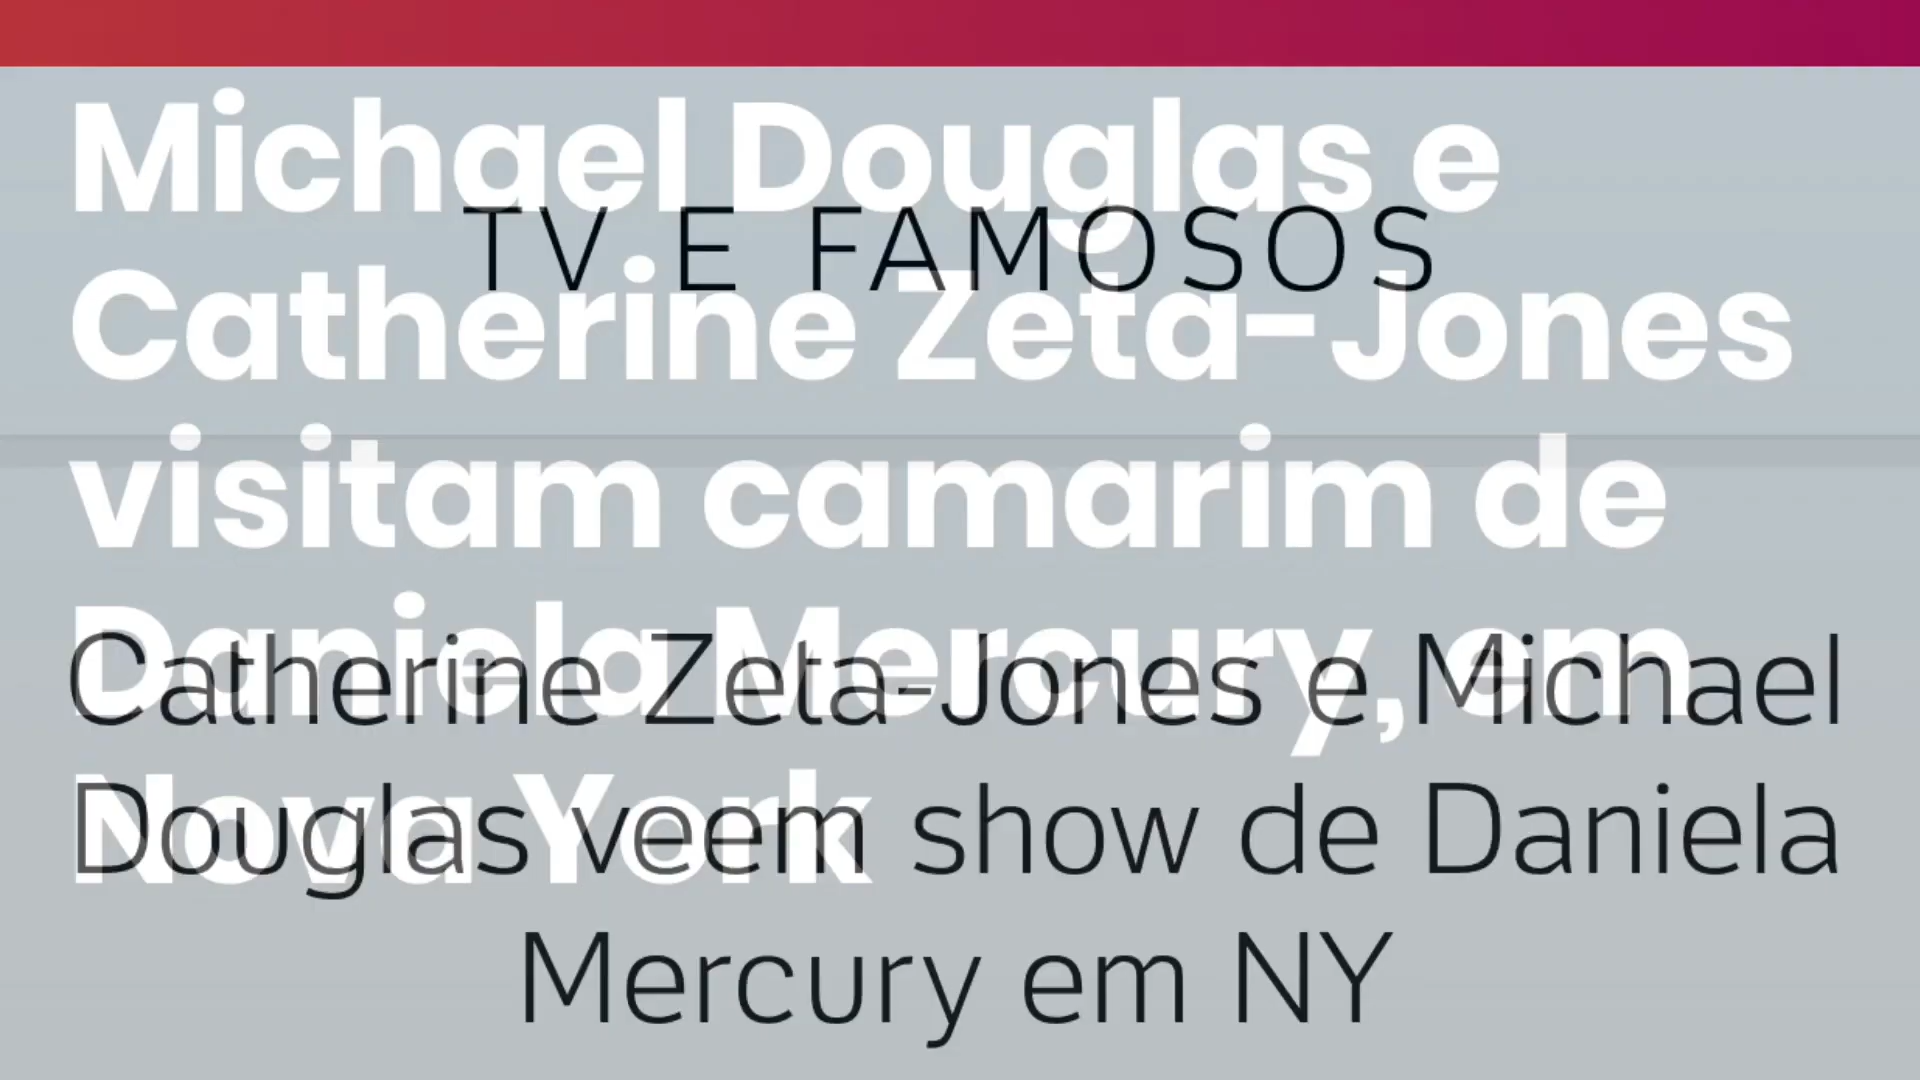 Michael Douglas e
TV E FAMOSOS
Catherine Zeta-Jones
visitam camarim de
Daniela Mercury, em
Nova York
Catherine Zeta-Jones e Michael
Douglas veem show de Daniela
Mercury em NY